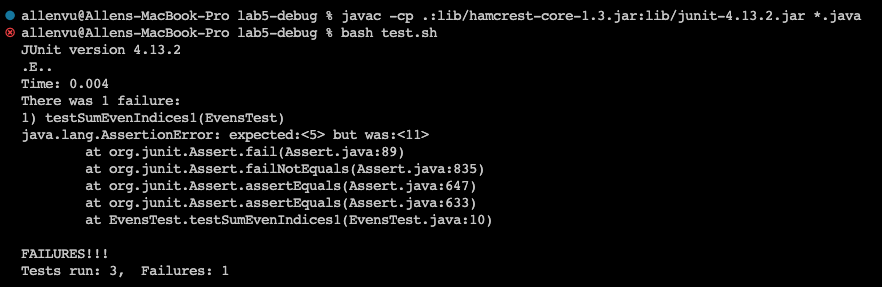 allenvu@Allens-MacBook-Pro lab5-debug % javac -cp .:lib/hamcrest-core-1.3.jar:lib/junit-4.13.2.jar *.java
allenvu@Allens-MacBook-Pro lab5-debug % bash test.sh
JUnit version 4.13.2
.E..
Time: 0.004
There was 1 failure:
1) testSumEvenIndices1(EvensTest)
java.lang.AssertionError: expected:<5> but was:<11>
        at org.junit.Assert.fail(Assert.java:89)
        at org.junit.Assert.failNotEquals(Assert.java:835)
        at org.junit.Assert.assertEquals(Assert.java:647)
        at org.junit.Assert.assertEquals(Assert.java:633)
        at EvensTest.testSumEvenIndices1(EvensTest.java:10)
FAILURES!!!
Tests run: 3,  Failures: 1